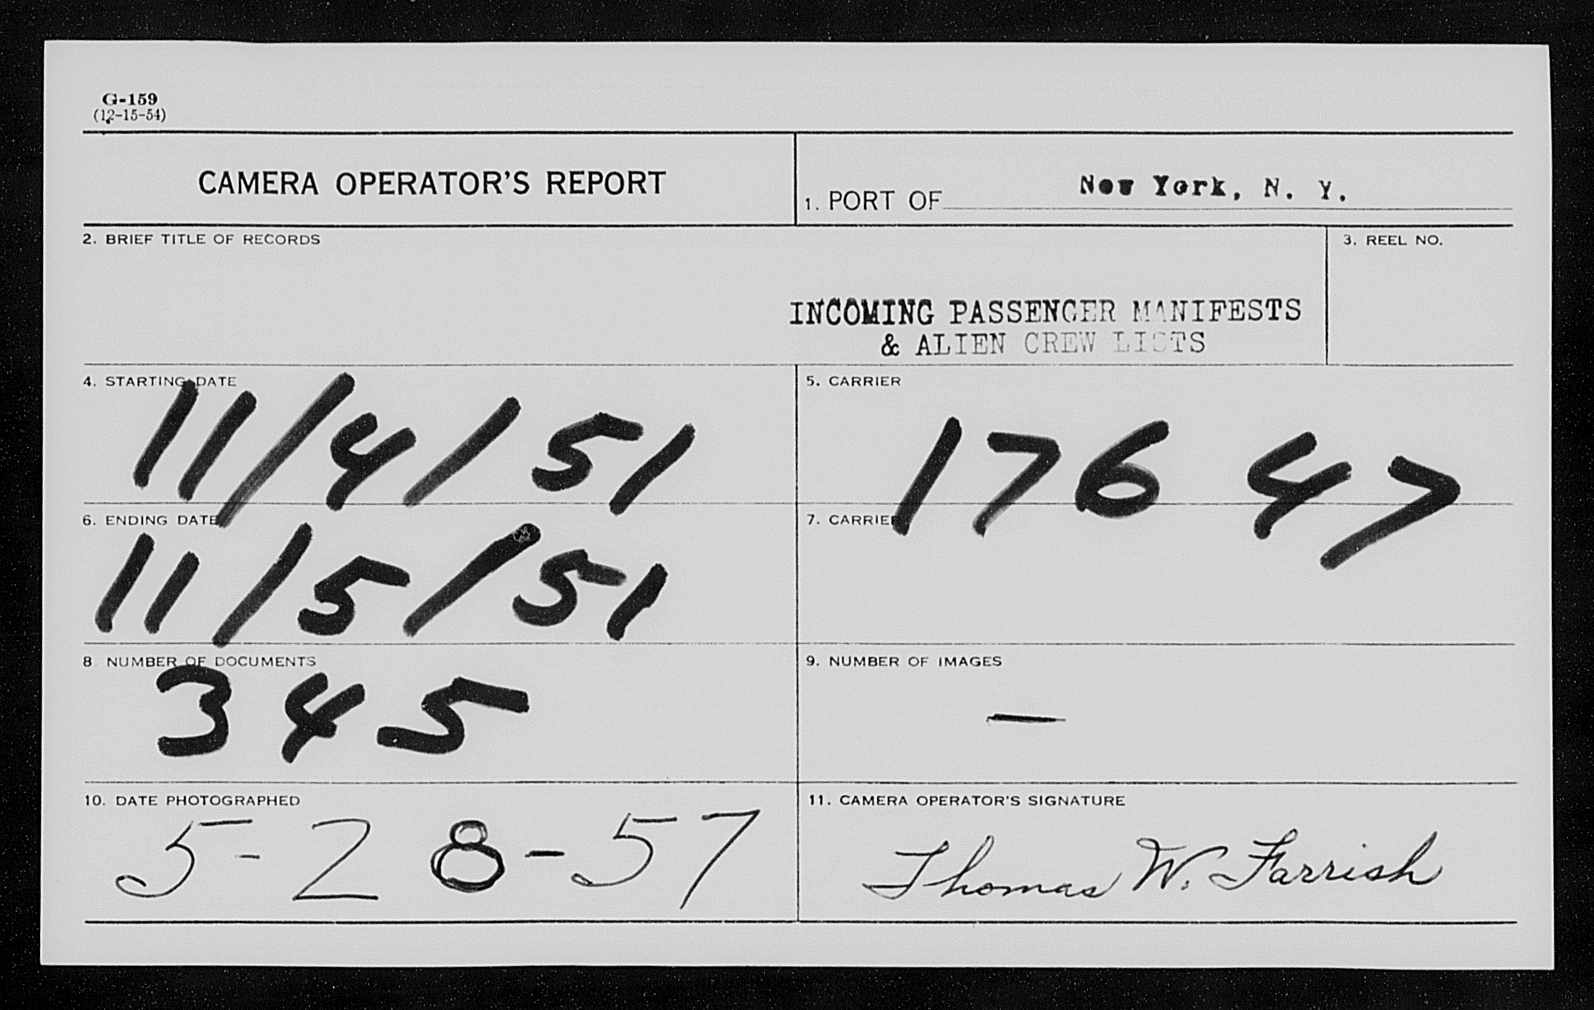 G-159
(12-15-54)
CAMERA OPERATOR'S REPORT
1. PORT OF New York, N. Y.
2. BRIEF TITLE OF RECORDS
3. REEL NO.
INCOMING PASSENGER MANIFESTS
& ALIEN CREW LISTS
4. STARTING DATE
11/4/51
5. CARRIER
17647
6. ENDING DATE
11/5/51
7. CARRIER
8. NUMBER OF DOCUMENTS
345
9. NUMBER OF IMAGES
—
10. DATE PHOTOGRAPHED
5-28-57
11. CAMERA OPERATOR'S SIGNATURE
Thomas W. Farrish